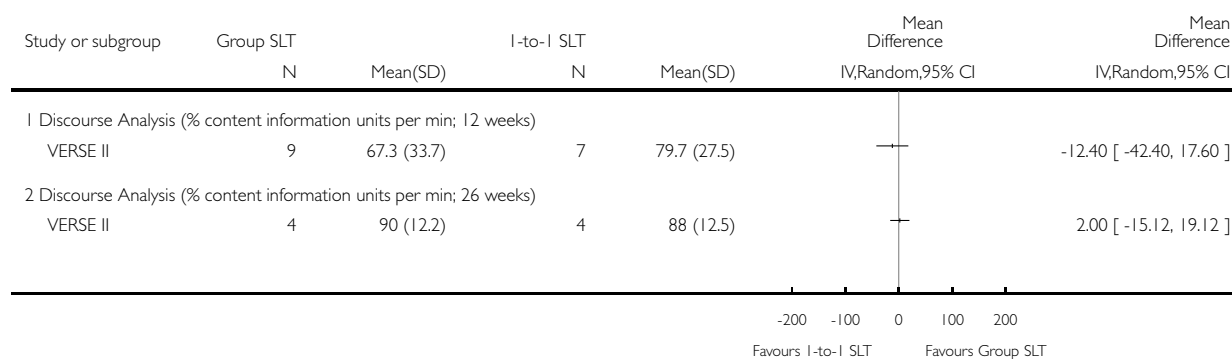 Study or subgroup Group SLT 1-to-1 SLT Mean Difference Mean Difference
N Mean(SD) N Mean(SD) IV,Random,95% CI IV,Random,95% CI
1 Discourse Analysis (% content information units per min; 12 weeks)
VERSE II 9 67.3 (33.7) 7 79.7 (27.5) -12.40 [ -42.40, 17.60 ]
2 Discourse Analysis (% content information units per min; 26 weeks)
VERSE II 4 90 (12.2) 4 88 (12.5) 2.00 [ -15.12, 19.12 ]
-200 -100 0 100 200
Favours 1-to-1 SLT Favours Group SLT